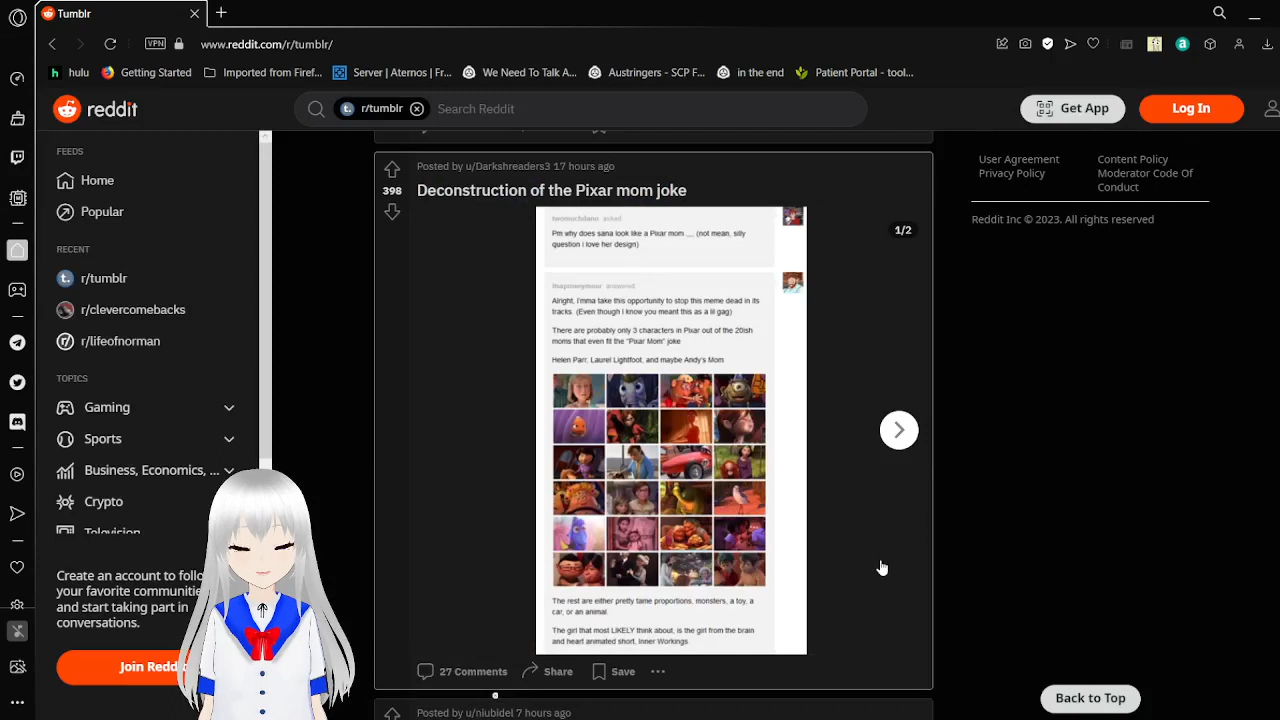 Tumblr
VPN
www.reddit.com/r/tumblr/
hulu
Getting Started
Imported from Firef...
Server | Aternos | Fr...
We Need To Talk A...
Austringers - SCP F...
in the end
Patient Portal - tool...
reddit
r/tumblr
Search Reddit
Get App
Log In
FEEDS
Home
Popular
RECENT
r/tumblr
r/clevercomebacks
r/lifeofnorman
TOPICS
Gaming
Sports
Business, Economics, ...
Crypto
Television
Create an account to follo
your favorite communitie
and start taking part in
conversations.
Join Reddi
Posted by u/Darkshreaders3 17 hours ago
398
Deconstruction of the Pixar mom joke
1/2
asked:
Pm why does sana look like a Pixar mom ._. (not mean, silly
question i love her design)
answered:
Alright, I'mma take this opportunity to stop this meme dead in its
tracks. (Even though I know you meant this as a lil gag)
There are probably only 3 characters in Pixar out of the 20ish
moms that even fit the "Pixar Mom" joke
Helen Parr, Laurel Lightfoot, and maybe Andy's Mom
The rest are either pretty tame proportions, monsters, a toy, a
car, or an animal.
The girl that most LIKELY think about, is the girl from the brain
and heart animated short, Inner Workings
27 Comments
Share
Save
Posted by u/niubidel 7 hours ago
User Agreement
Content Policy
Privacy Policy
Moderator Code Of
Conduct
Reddit Inc © 2023. All rights reserved
Back to Top